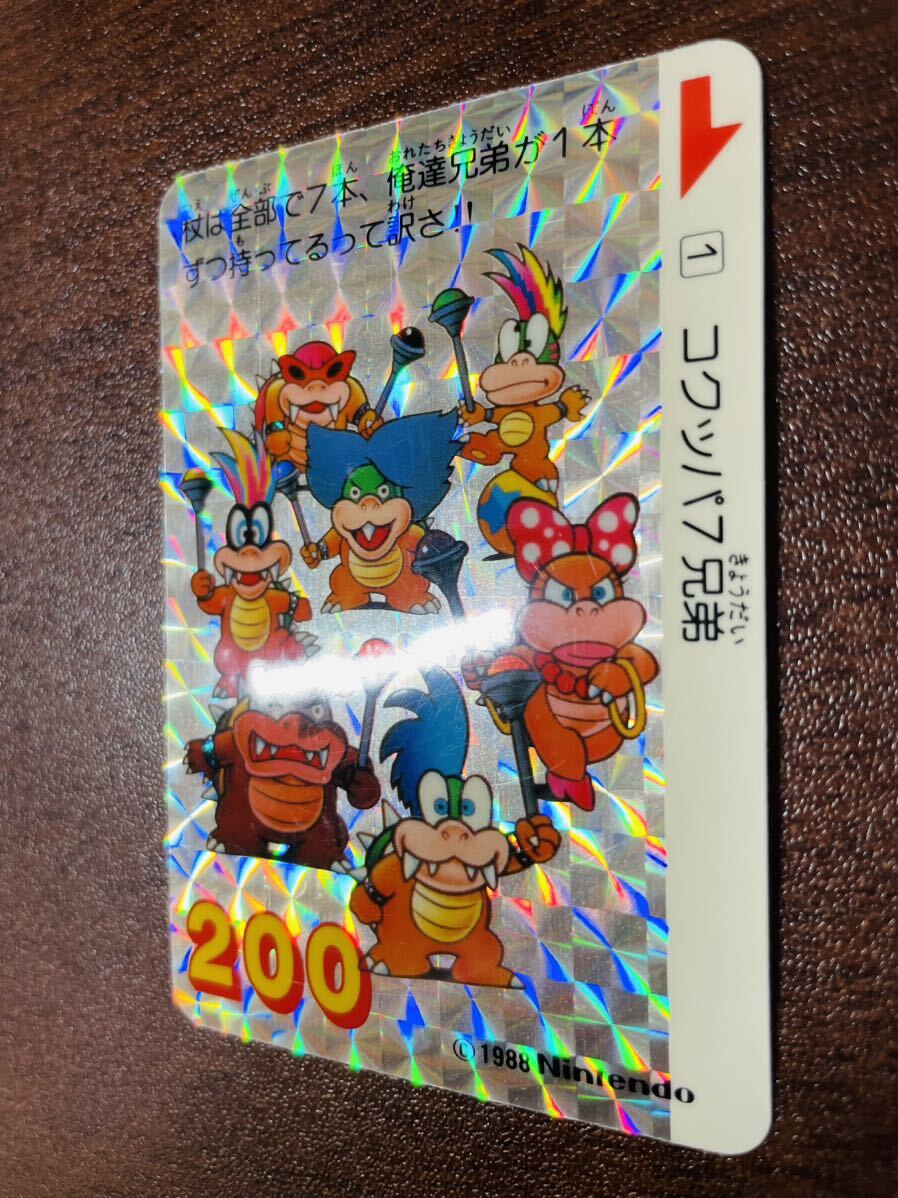 杖は全部で7本、俺達兄弟が1本
ずつ持ってるって訳さ!!
1 コクッパ7兄弟
200
©1988 Nintendo